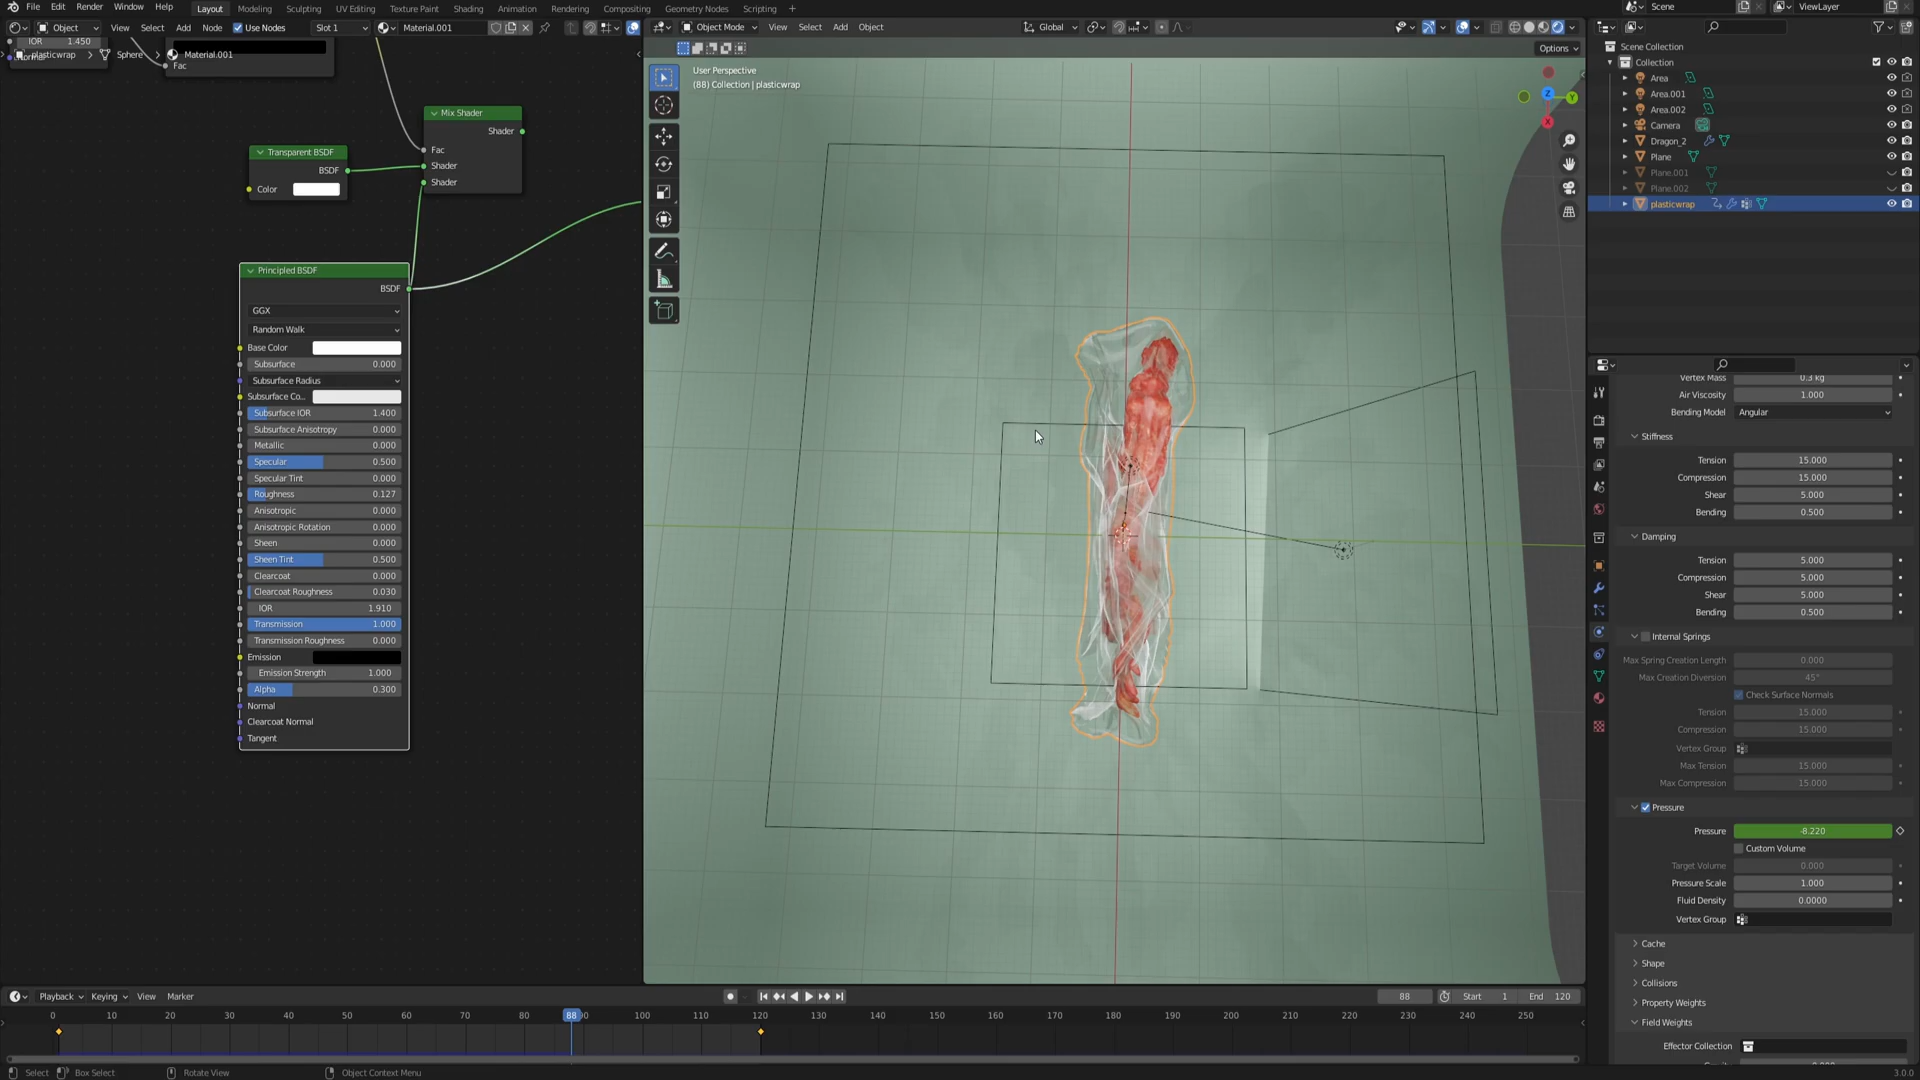 File Edit Render Window Help Layout Modeling Sculpting UV Editing Texture Paint Shading Animation Rendering Compositing Geometry Nodes Scripting Scene ViewLayer
Object View Select Add Node Use Nodes Slot 1 Material.001
Object Mode View Select Add Object Global
Options
IOR 1.450
plasticwrap Sphere Material.001
Fac
Mix Shader
Shader
Fac
Shader
Shader
Transparent BSDF
BSDF
Color
Principled BSDF
BSDF
GGX
Random Walk
Base Color
Subsurface 0.000
Subsurface Radius
Subsurface Co...
Subsurface IOR 1.400
Subsurface Anisotropy 0.000
Metallic 0.000
Specular 0.500
Specular Tint 0.000
Roughness 0.127
Anisotropic 0.000
Anisotropic Rotation 0.000
Sheen 0.000
Sheen Tint 0.500
Clearcoat 0.000
Clearcoat Roughness 0.030
IOR 1.910
Transmission 1.000
Transmission Roughness 0.000
Emission
Emission Strength 1.000
Alpha 0.300
Normal
Clearcoat Normal
Tangent
User Perspective
(88) Collection | plasticwrap
Z
Y
X
Scene Collection
Collection
Area
Area.001
Area.002
Camera
Dragon_2
Plane
Plane.001
Plane.002
plasticwrap
Vertex Mass 0.3 kg
Air Viscosity 1.000
Bending Model Angular
Stiffness
Tension 15.000
Compression 15.000
Shear 5.000
Bending 0.500
Damping
Tension 5.000
Compression 5.000
Shear 5.000
Bending 0.500
Internal Springs
Max Spring Creation Length 0.000
Max Creation Diversion 45°
Check Surface Normals
Tension 15.000
Compression 15.000
Vertex Group
Max Tension 15.000
Max Compression 15.000
Pressure
Pressure -8.220
Custom Volume
Target Volume 0.000
Pressure Scale 1.000
Fluid Density 0.0000
Vertex Group
Cache
Shape
Collisions
Property Weights
Field Weights
Effector Collection
Playback Keying View Marker 88 Start 1 End 120
0 10 20 30 40 50 60 70 80 88 90 100 110 120 130 140 150 160 170 180 190 200 210 220 230 240 250
Select Box Select Rotate View Object Context Menu 3.0.0